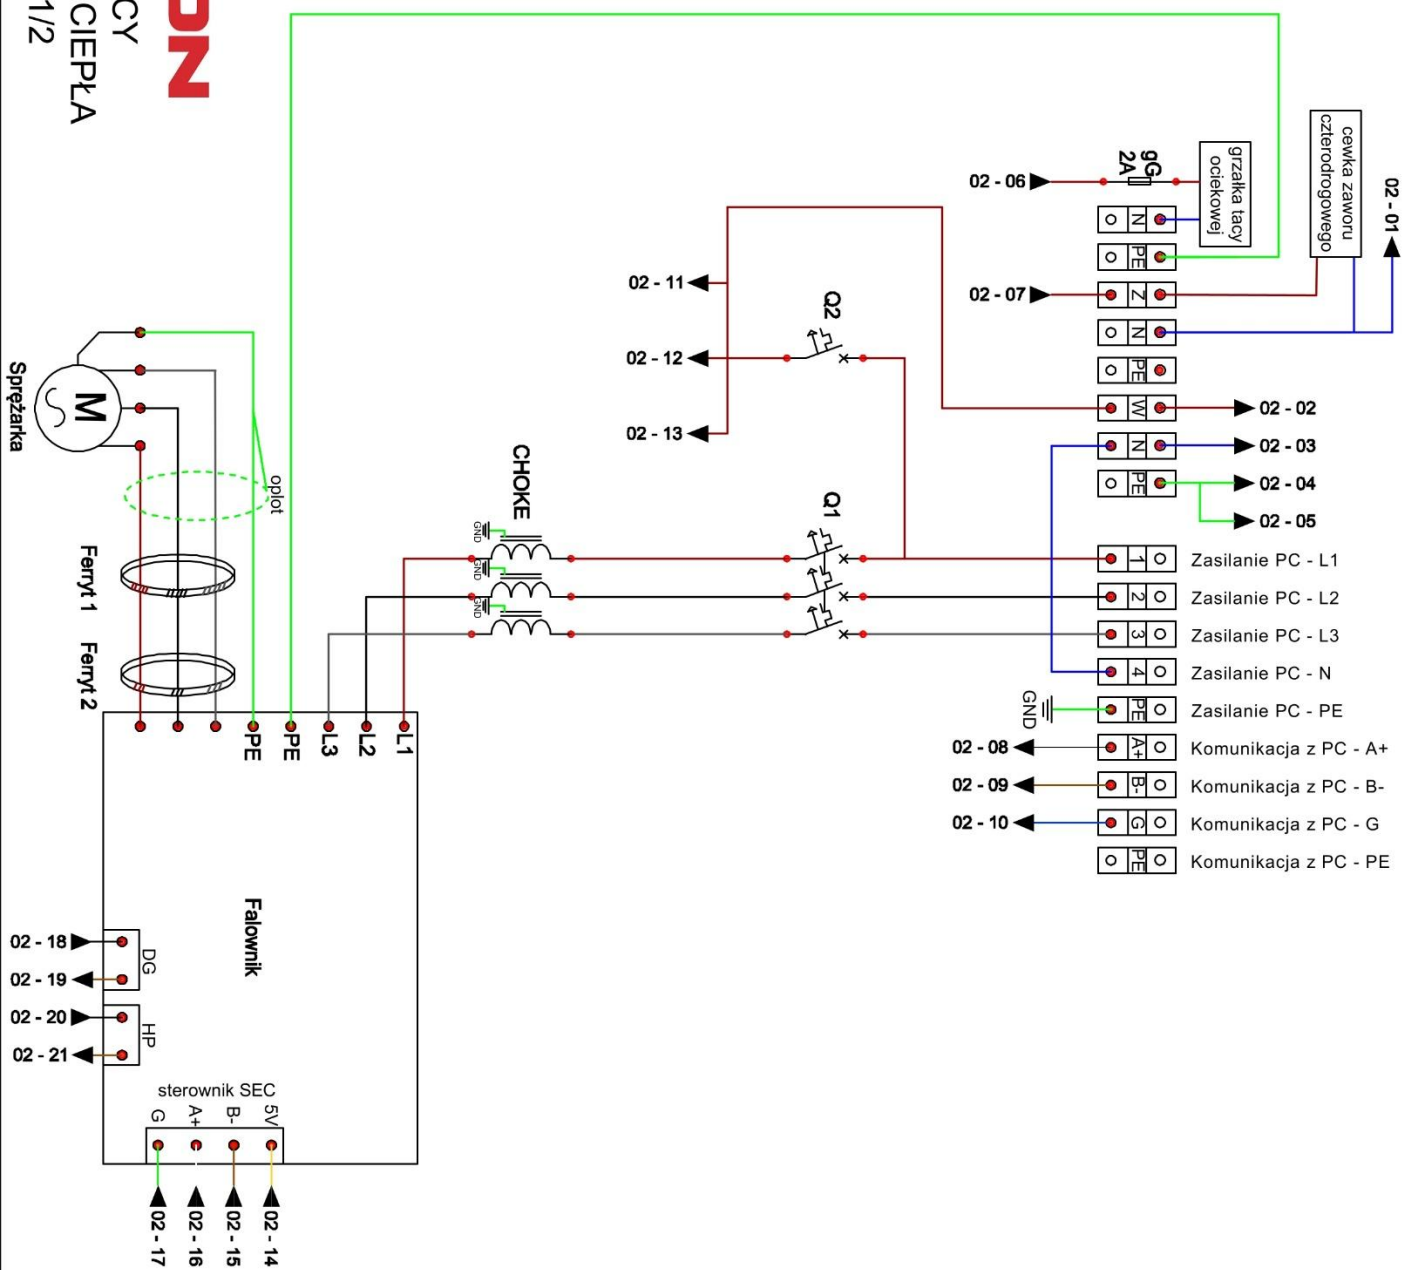 ON
CY
CIEPŁA
1/2
02 - 01
cewka zaworu
czterodrogowego
grzałka tacy
ociekowej
gG
2A
02 - 06
N
PE
02 - 07
Z
N
PE
W
02 - 02
N
02 - 03
PE
02 - 04
02 - 05
02 - 11
Q2
02 - 12
02 - 13
CHOKE
Q1
GND
GND
GND
1
Zasilanie PC - L1
2
Zasilanie PC - L2
3
Zasilanie PC - L3
4
Zasilanie PC - N
GND
PE
Zasilanie PC - PE
02 - 08
A+
Komunikacja z PC - A+
02 - 09
B-
Komunikacja z PC - B-
02 - 10
G
Komunikacja z PC - G
PE
Komunikacja z PC - PE
Sprężarka
M
oplot
Ferryt 1
Ferryt 2
PE
PE
L3
L2
L1
Falownik
02 - 18
02 - 19
DG
02 - 20
02 - 21
HP
sterownik SEC
G
A+
B-
5V
02 - 17
02 - 16
02 - 15
02 - 14